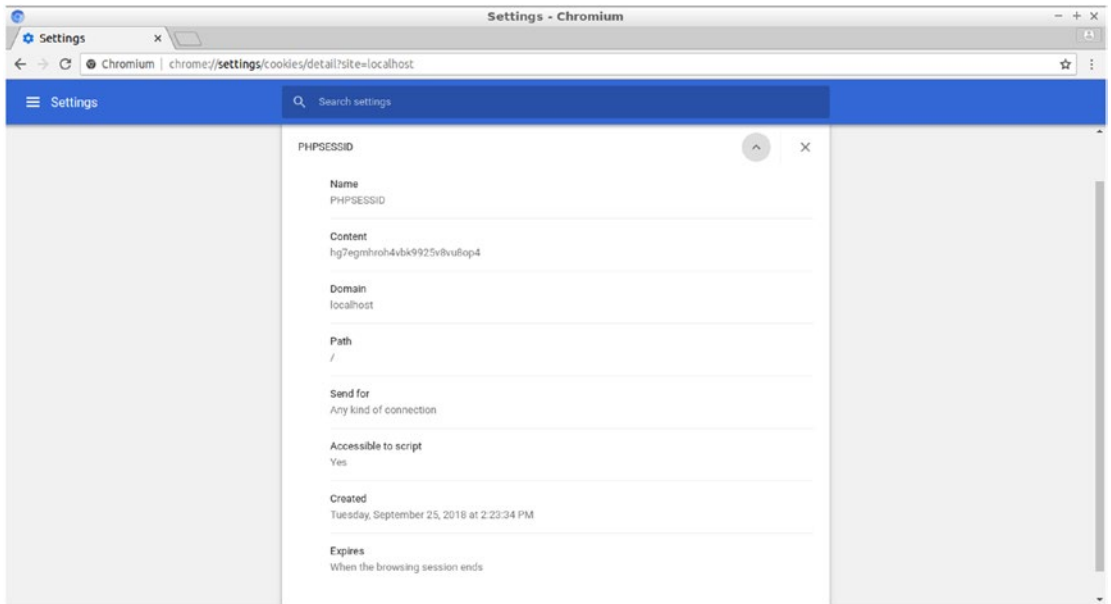 Settings - Chromium
Settings
Chromium | chrome://settings/cookies/detail?site=localhost
Settings
Search settings
PHPSESSID
Name
PHPSESSID
Content
hg7egmhroh4vbk9925v8vu8op4
Domain
localhost
Path
/
Send for
Any kind of connection
Accessible to script
Yes
Created
Tuesday, September 25, 2018 at 2:23:34 PM
Expires
When the browsing session ends